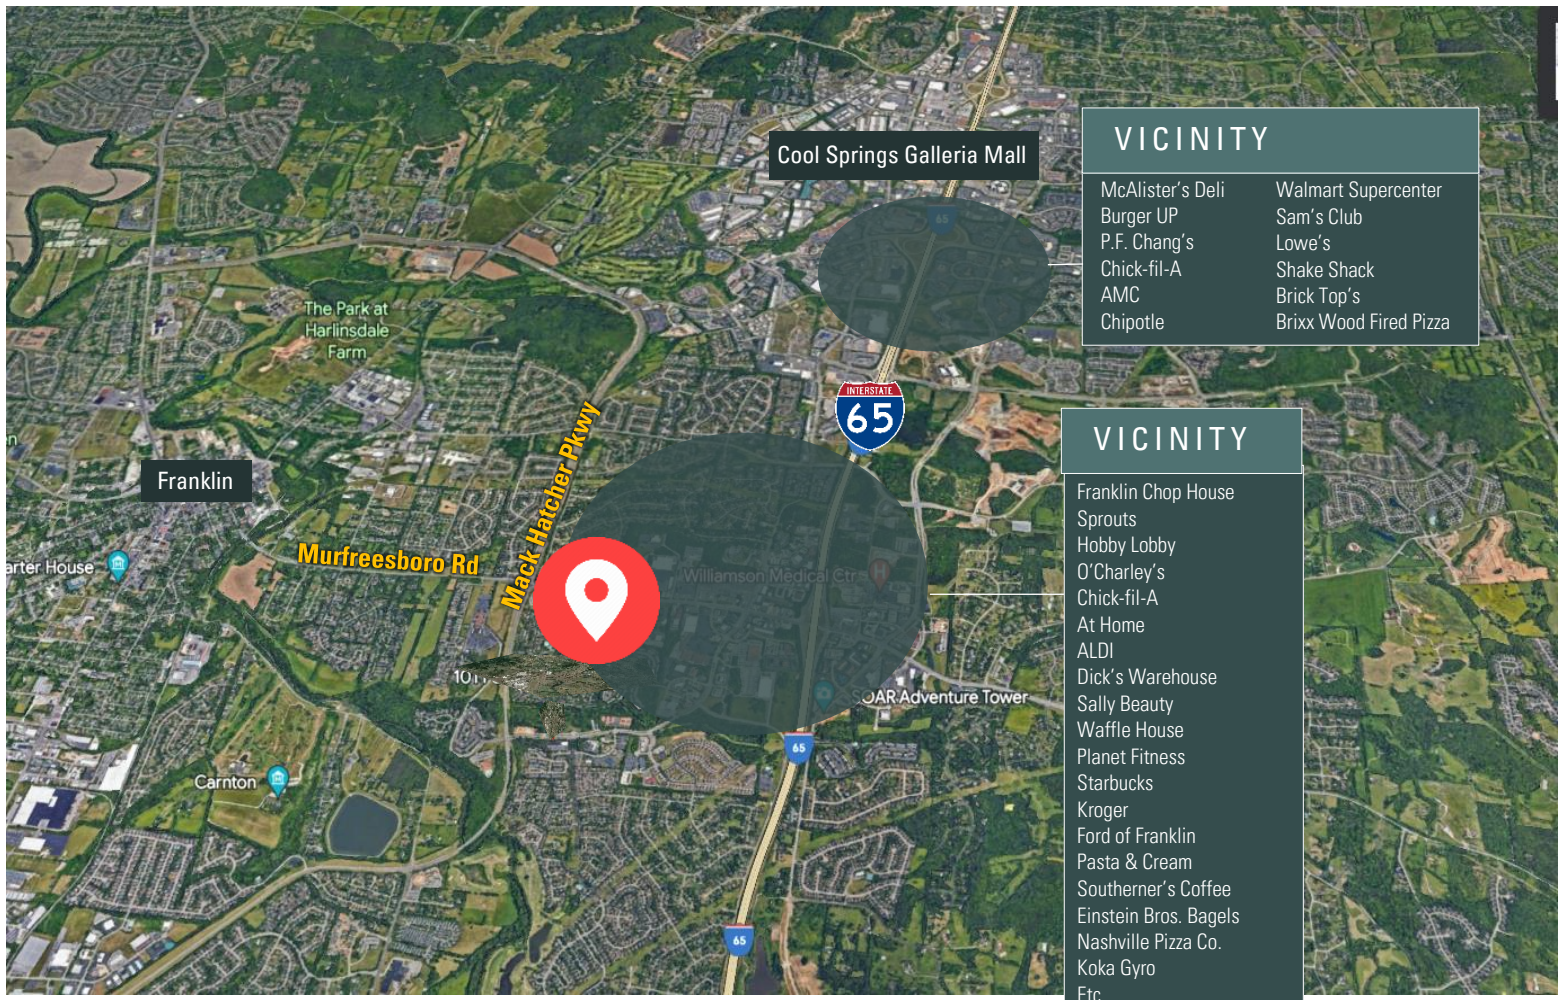 Cool Springs Galleria Mall
VICINITY
McAlister's Deli
Burger UP
P.F. Chang's
Chick-fil-A
AMC
Chipotle
Walmart Supercenter
Sam's Club
Lowe's
Shake Shack
Brick Top's
Brixx Wood Fired Pizza
65
The Park at
Harlinsdale
Farm
INTERSTATE
65
Mack Hatcher Pkwy
Franklin
Murfreesboro Rd
arter House
Williamson Medical Ctr
H
SOAR Adventure Tower
101
65
Carnton
65
VICINITY
Franklin Chop House
Sprouts
Hobby Lobby
O'Charley's
Chick-fil-A
At Home
ALDI
Dick's Warehouse
Sally Beauty
Waffle House
Planet Fitness
Starbucks
Kroger
Ford of Franklin
Pasta & Cream
Southerner's Coffee
Einstein Bros. Bagels
Nashville Pizza Co.
Koka Gyro
Etc